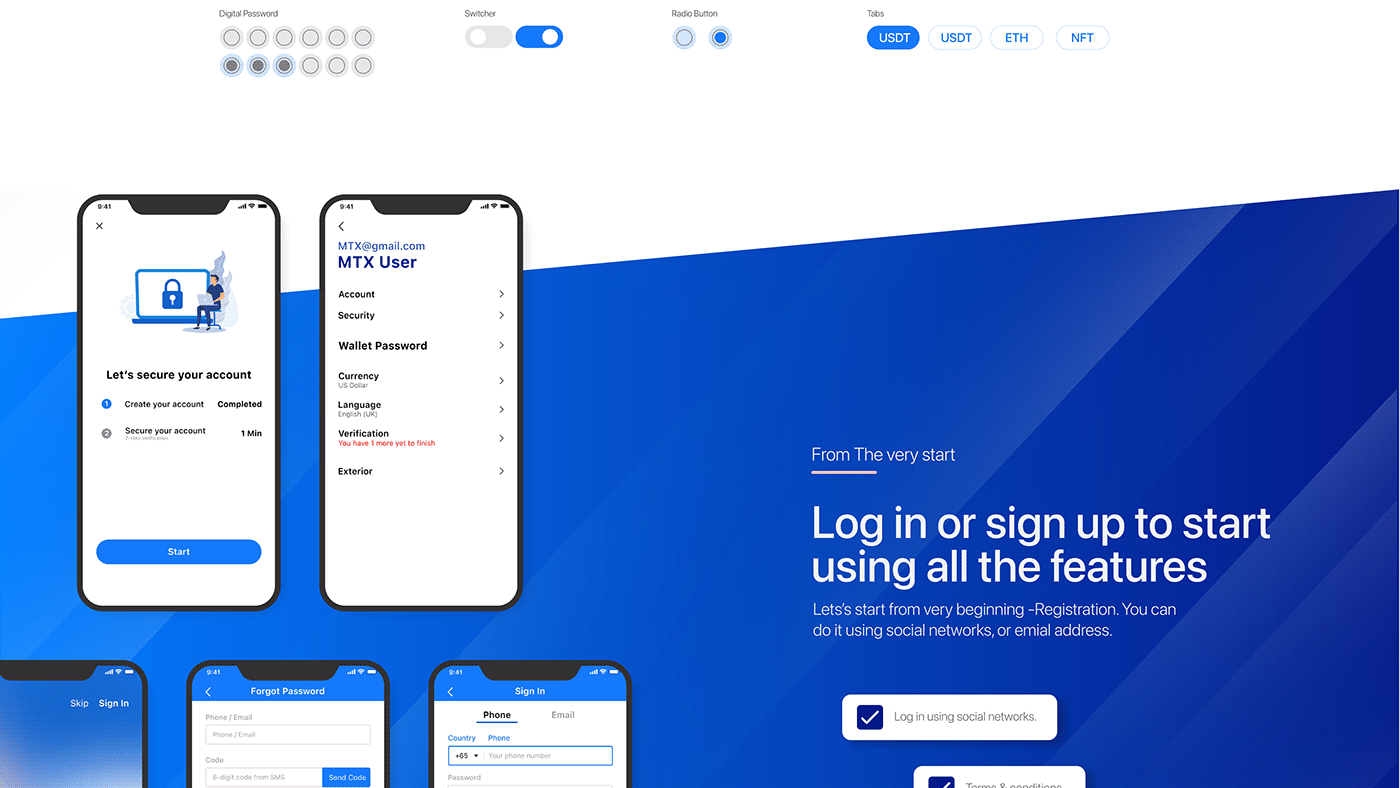 Digital Password
Switcher
Radio Button
Tabs
USDT
USDT
ETH
NFT
9:41
Let's secure your account
1 Create your account Completed
2 Secure your account 1 Min
2-step verification
Start
9:41
MTX@gmail.com
MTX User
Account
Security
Wallet Password
Currency
US Dollar
Language
English (UK)
Verification
You have 1 more yet to finish
Exterior
From The very start
Log in or sign up to start
using all the features
Lets's start from very beginning -Registration. You can
do it using social networks, or emial address.
Log in using social networks.
Terms & conditions
Skip Sign In
9:41
Forgot Password
Phone / Email
Phone / Email
Code
6-digit code from SMS Send Code
9:41
Sign In
Phone Email
Country Phone
+65 Your phone number
Password